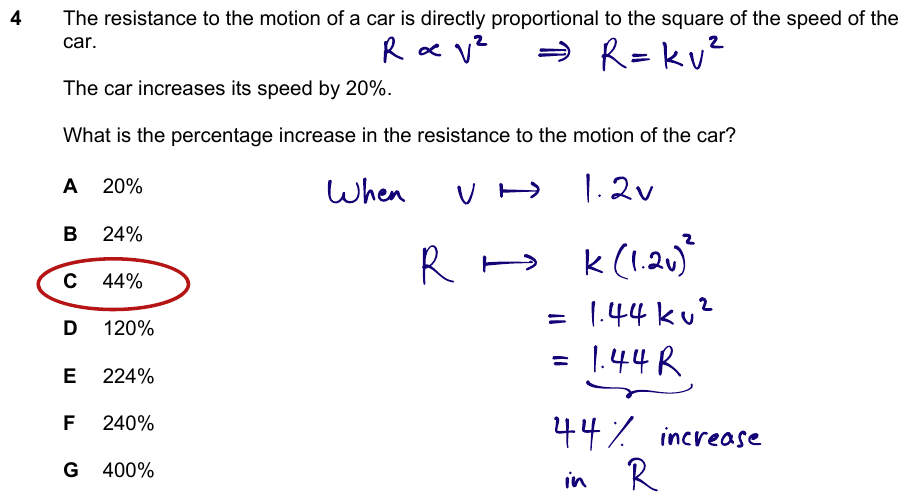 4 The resistance to the motion of a car is directly proportional to the square of the speed of the
car.
R ∝ v² ⇒ R = kv²
The car increases its speed by 20%.
What is the percentage increase in the resistance to the motion of the car?
A 20%
When v ↦ 1.2v
B 24%
R ↦ k(1.2v)²
C 44%
= 1.44 kv²
D 120%
= 1.44 R
E 224%
F 240%
44% increase
G 400%
in R